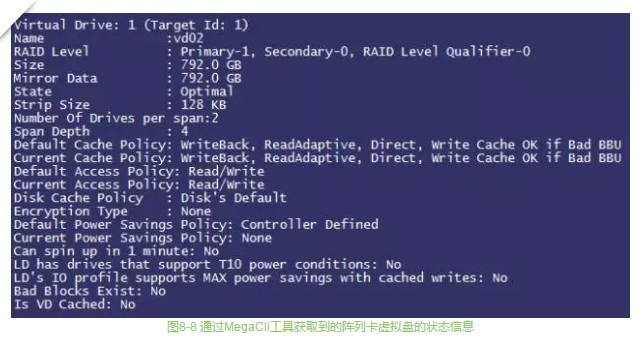 Virtual Drive: 1 (Target Id: 1)
Name                :vd02
RAID Level          : Primary-1, Secondary-0, RAID Level Qualifier-0
Size                : 792.0 GB
Mirror Data         : 792.0 GB
State               : Optimal
Strip Size          : 128 KB
Number Of Drives per span:2
Span Depth          : 4
Default Cache Policy: WriteBack, ReadAdaptive, Direct, Write Cache OK if Bad BBU
Current Cache Policy: WriteBack, ReadAdaptive, Direct, Write Cache OK if Bad BBU
Default Access Policy: Read/Write
Current Access Policy: Read/Write
Disk Cache Policy   : Disk's Default
Encryption Type     : None
Default Power Savings Policy: Controller Defined
Current Power Savings Policy: None
Can spin up in 1 minute: No
LD has drives that support T10 power conditions: No
LD's IO profile supports MAX power savings with cached writes: No
Bad Blocks Exist: No
Is VD Cached: No
图8-8 通过MegaCli工具获取到的阵列卡虚拟盘的状态信息